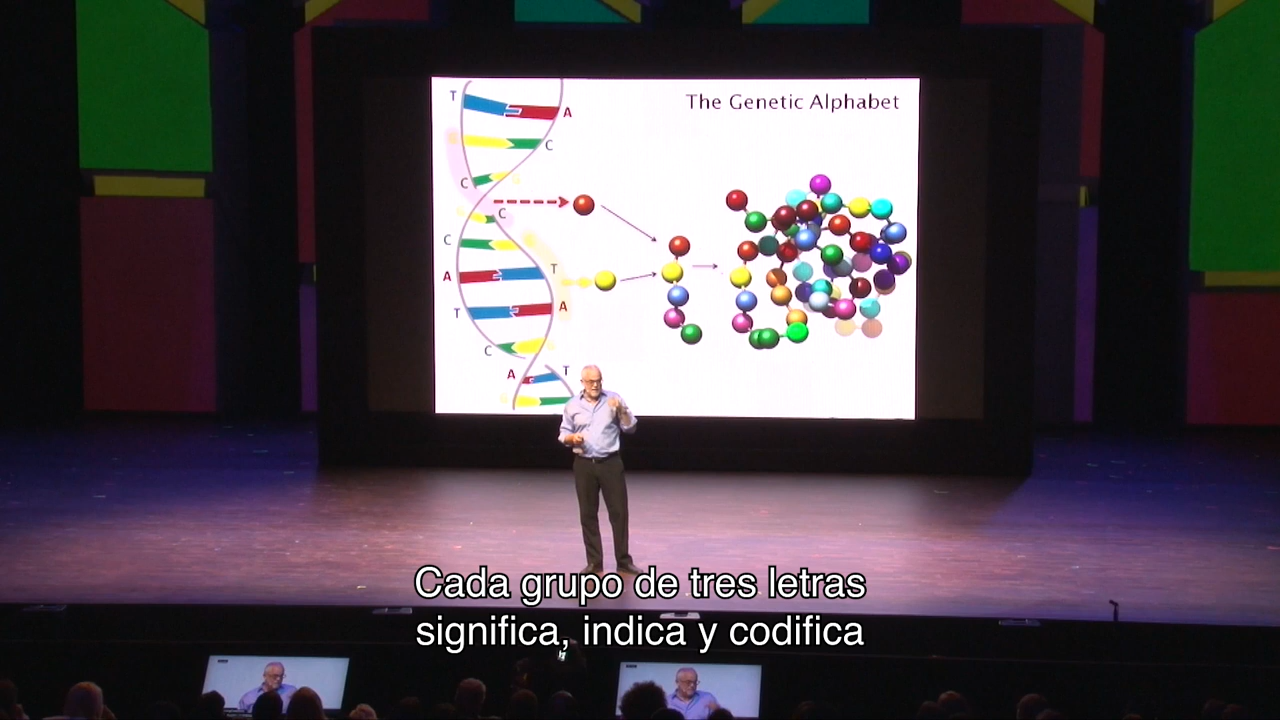 The Genetic Alphabet
T
A
G
C
C
G
C
C
T
A
A
T
C
A
T
G
Cada grupo de tres letras
significa, indica y codifica